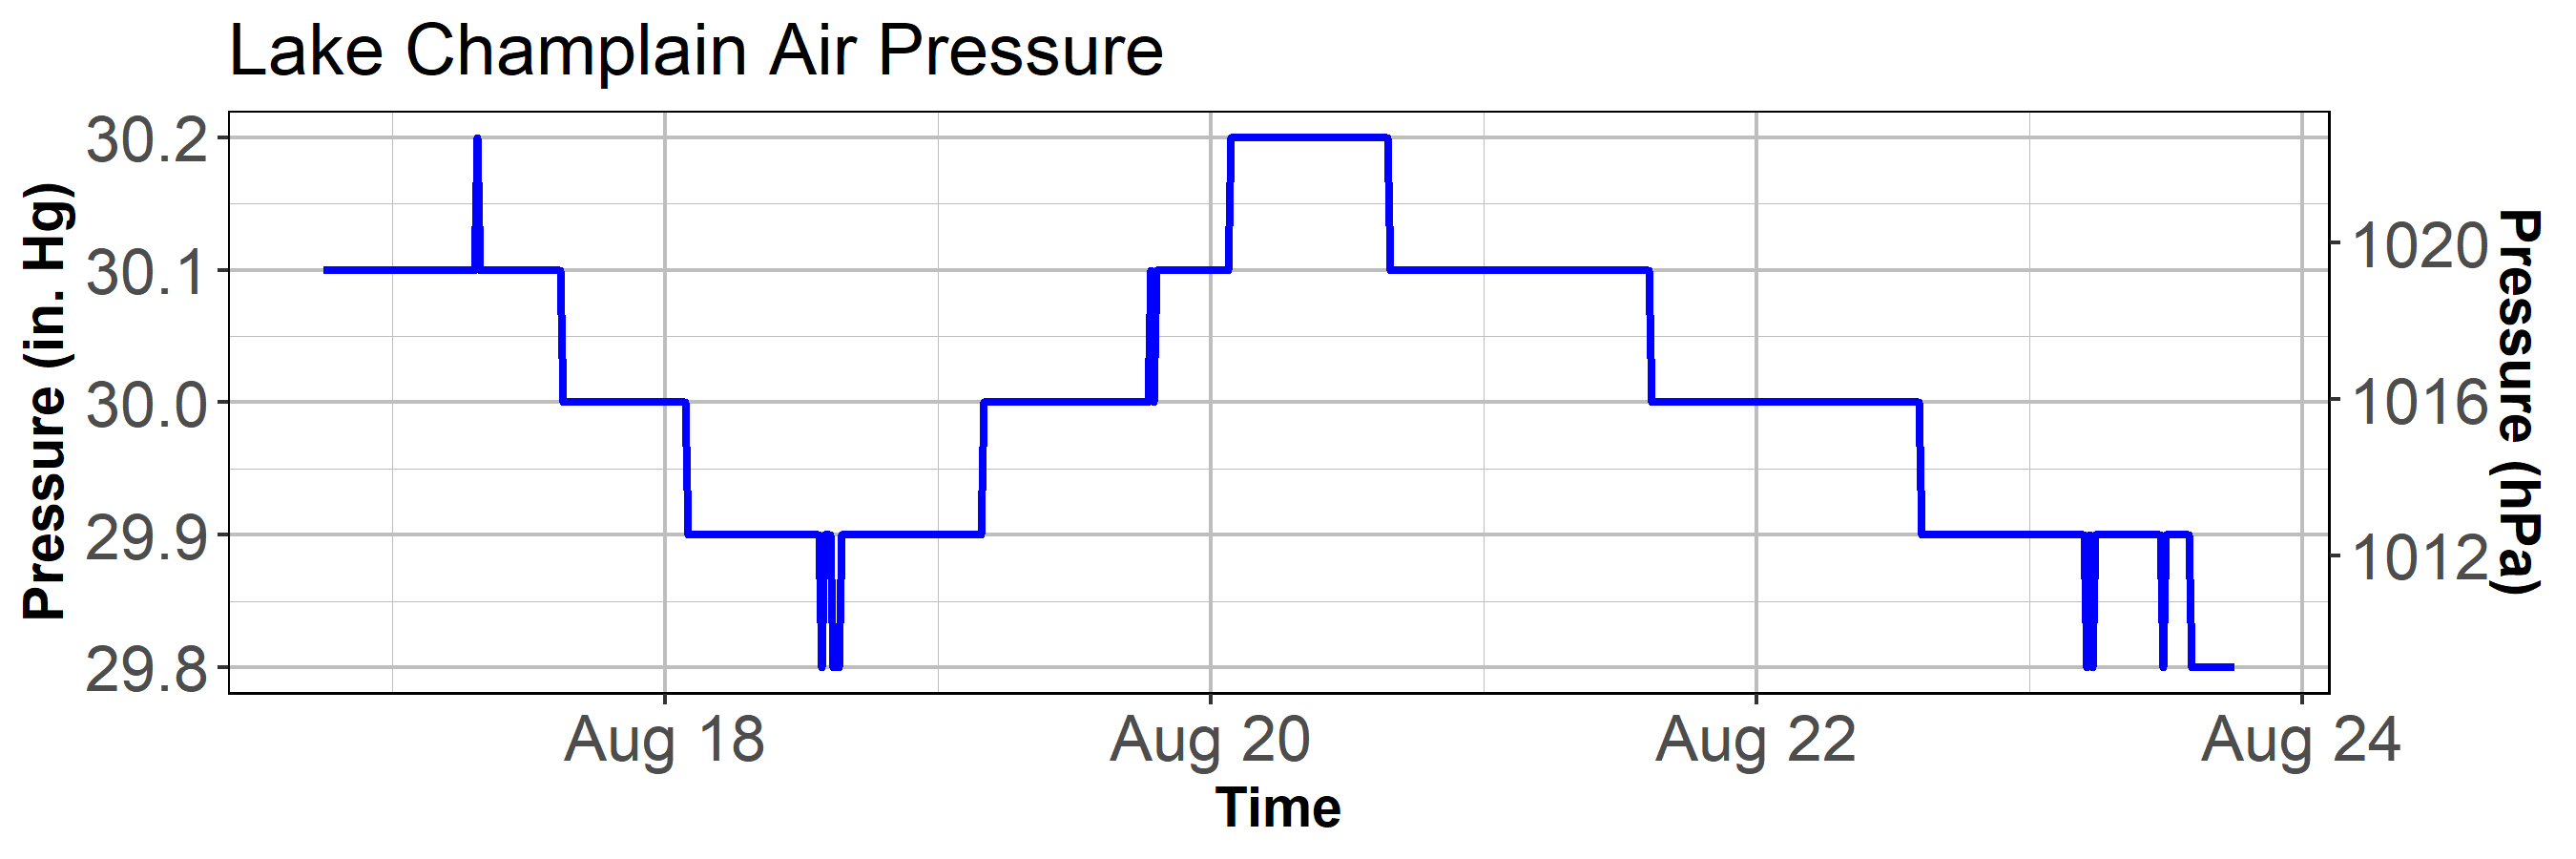 Lake Champlain Air Pressure
Pressure (in. Hg)
30.2
30.1
30.0
29.9
29.8
1020
1016
1012
Pressure (hPa)
Aug 18 Aug 20 Aug 22 Aug 24
Time